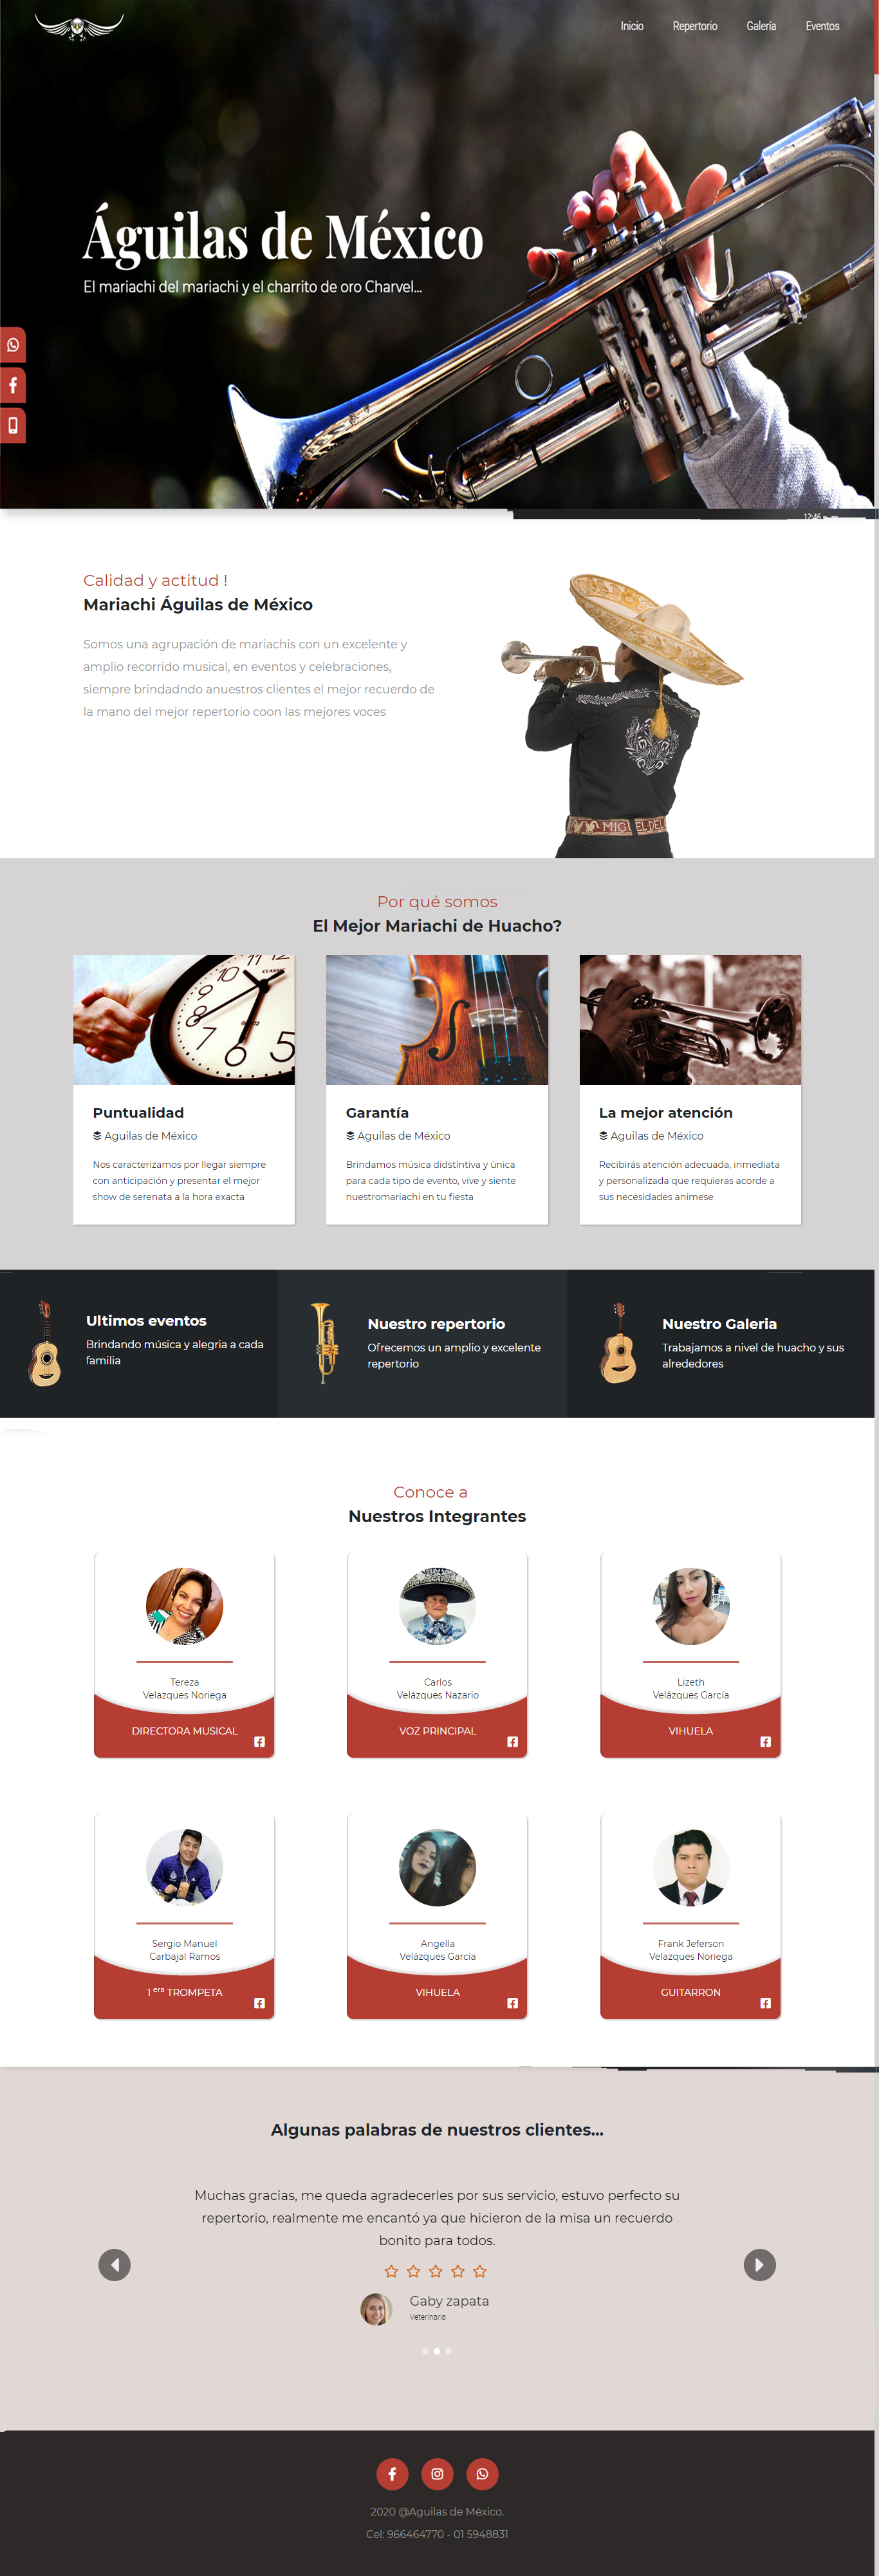 Inicio Repertorio Galería Eventos
Águilas de México
El mariachi del mariachi y el charrito de oro Charvel...
Calidad y actitud !
Mariachi Águilas de México
Somos una agrupación de mariachis con un excelente y
amplio recorrido musical, en eventos y celebraciones,
siempre brindadndo anuestros clientes el mejor recuerdo de
la mano del mejor repertorio coon las mejores voces
Por qué somos
El Mejor Mariachi de Huacho?
Puntualidad
Aguilas de México
Nos caracterizamos por llegar siempre
con anticipación y presentar el mejor
show de serenata a la hora exacta
Garantía
Aguilas de México
Brindamos música didstintiva y única
para cada tipo de evento, vive y siente
nuestromariachi en tu fiesta
La mejor atención
Aguilas de México
Recibirás atención adecuada, inmediata
y personalizada que requieras acorde a
sus necesidades animese
Ultimos eventos
Brindando música y alegria a cada
familia
Nuestro repertorio
Ofrecemos un amplio y excelente
repertorio
Nuestro Galeria
Trabajamos a nivel de huacho y sus
alrededores
Conoce a
Nuestros Integrantes
Tereza
Velazques Noriega
DIRECTORA MUSICAL
Carlos
Velázques Nazario
VOZ PRINCIPAL
Lizeth
Velázques García
VIHUELA
Sergio Manuel
Carbajal Ramos
1 era TROMPETA
Angella
Velázques García
VIHUELA
Frank Jeferson
Velazques Noriega
GUITARRON
Algunas palabras de nuestros clientes...
Muchas gracias, me queda agradecerles por sus servicio, estuvo perfecto su
repertorio, realmente me encantó ya que hicieron de la misa un recuerdo
bonito para todos.
Gaby zapata
Veterinaria
2020 @Aguilas de México.
Cel: 966464770 - 01 5948831